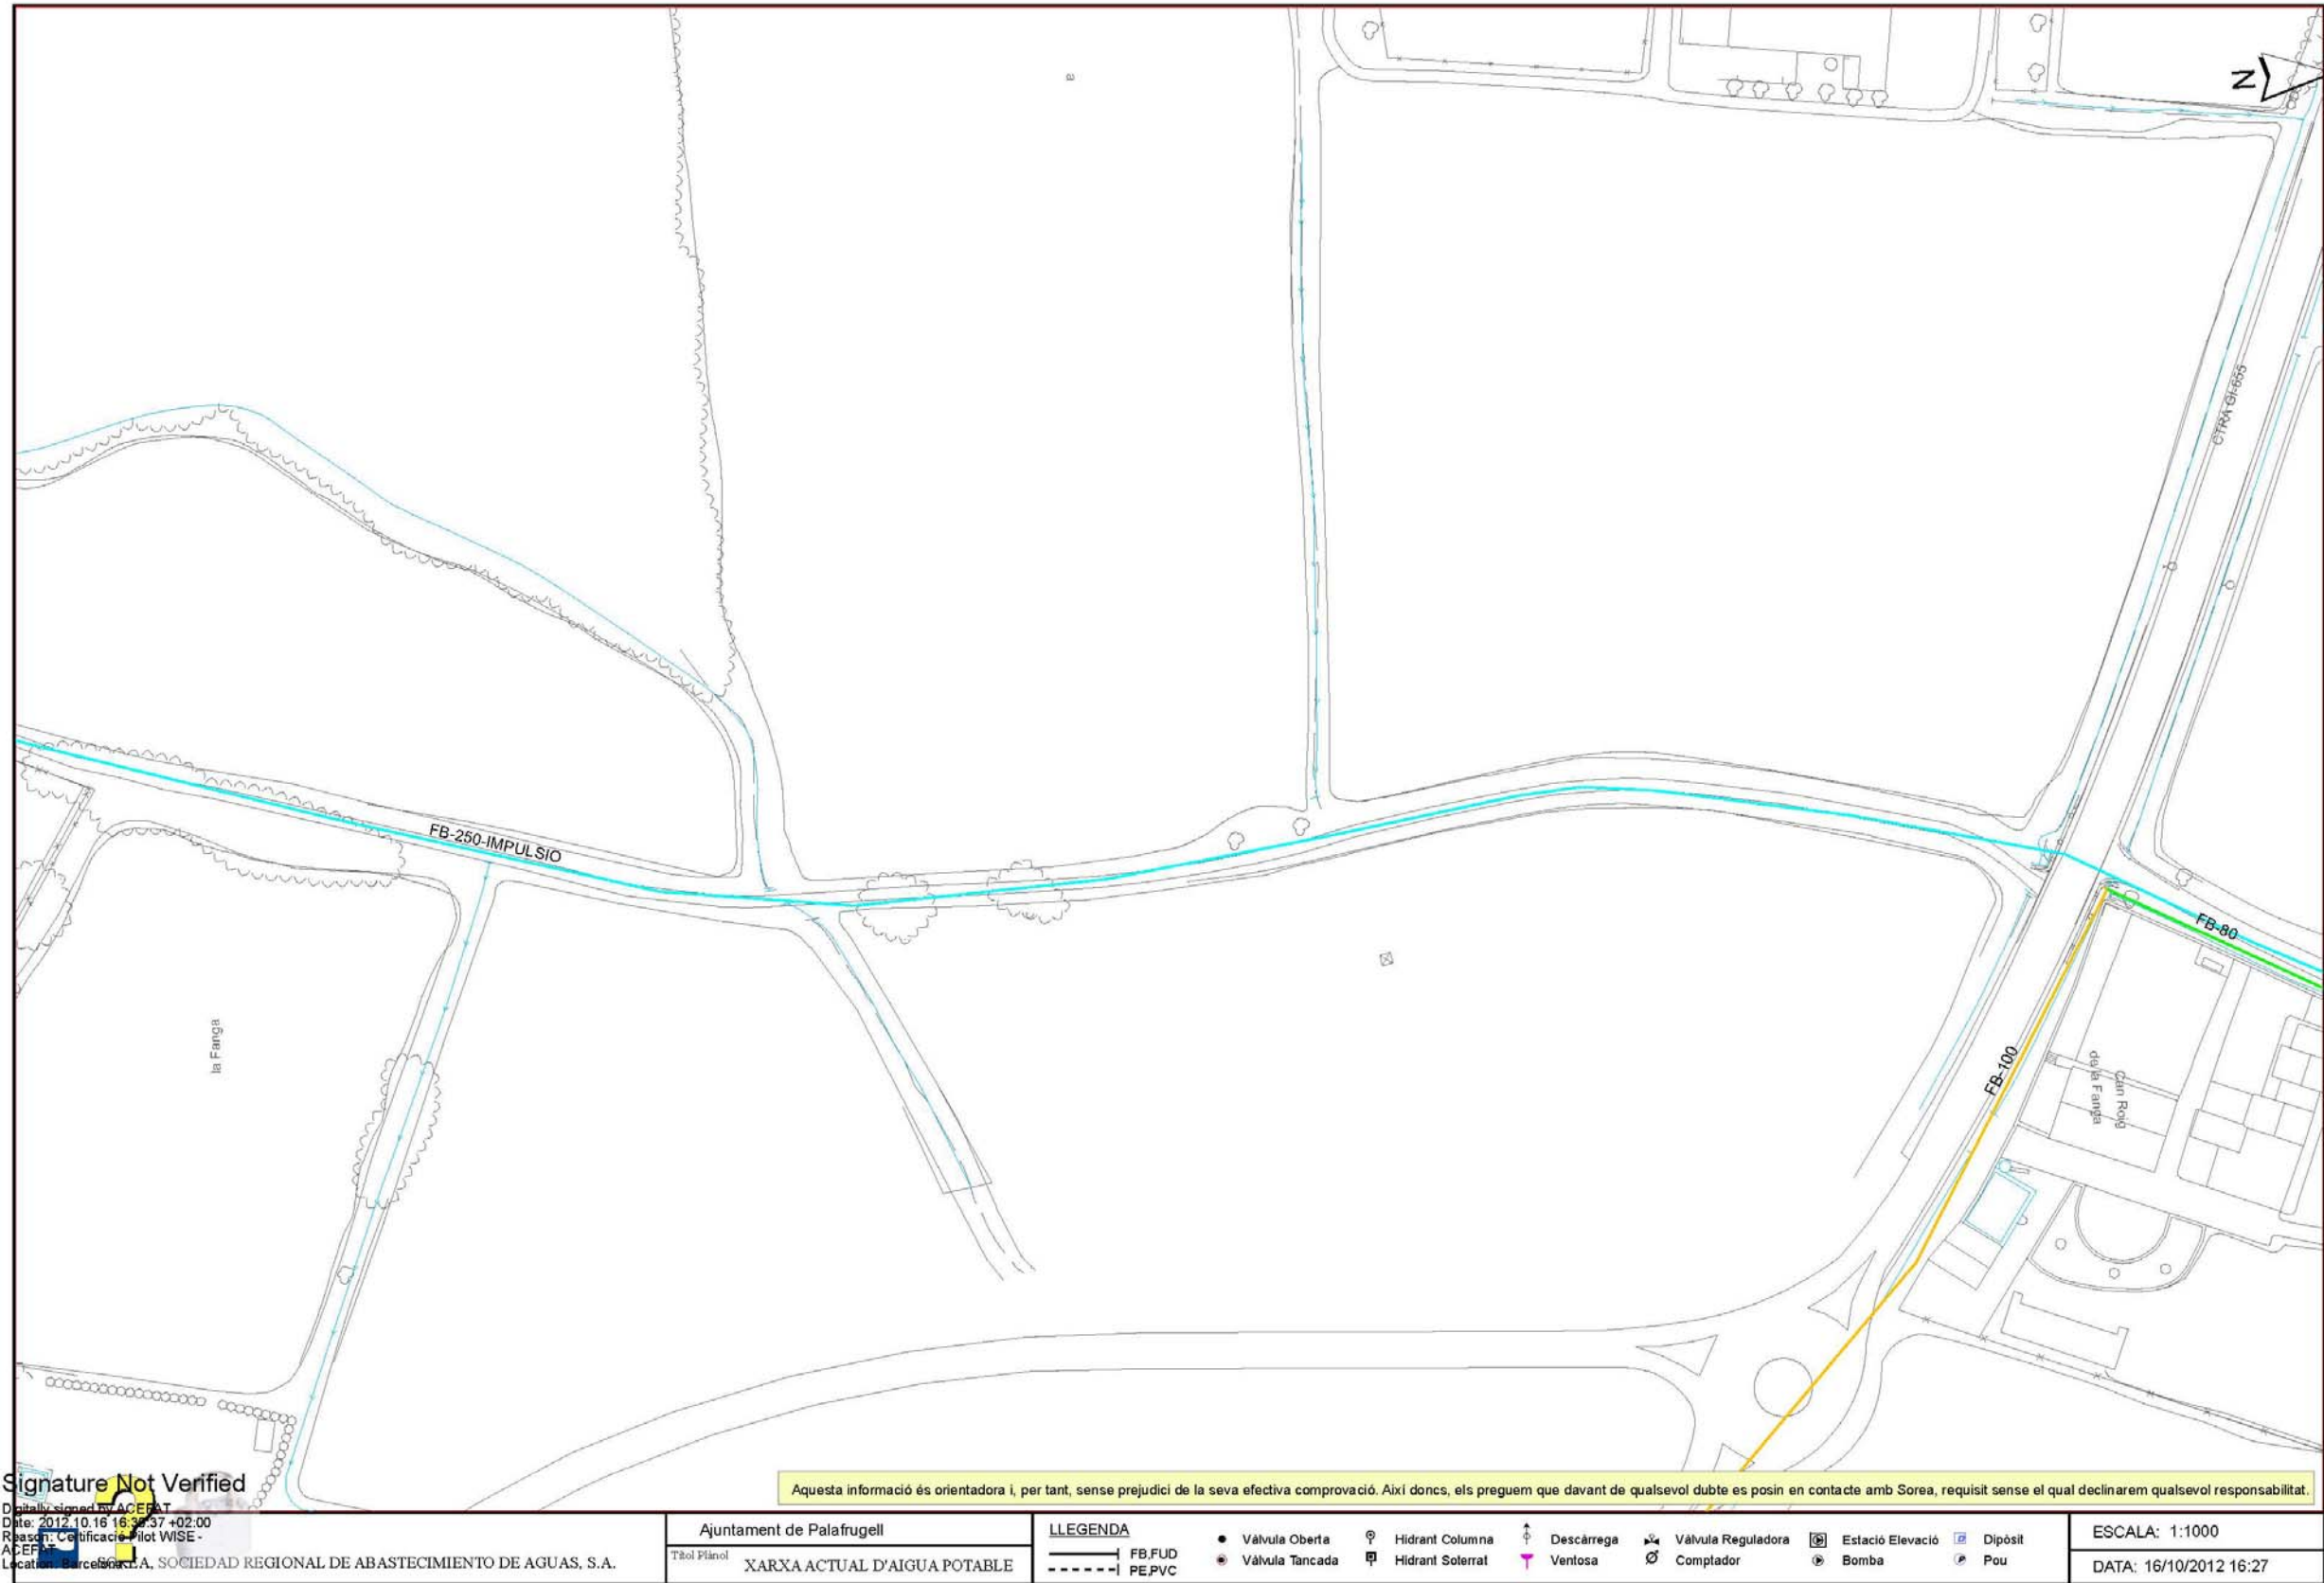 N
CTRA GI-655
FB-250-IMPULSIO
FB-80
la Fanga
FB-100
Can Roig
de la Fanga
Signature Not Verified
Digitally signed by ACEFAT
Date: 2012.10.16 16:36:37 +02:00
Reason: Certificació Pilot WISE -
ACEFAT
Location: Barcelona
SOREA, SOCIEDAD REGIONAL DE ABASTECIMIENTO DE AGUAS, S.A.
Aquesta informació és orientadora i, per tant, sense prejudici de la seva efectiva comprovació. Així doncs, els preguem que davant de qualsevol dubte es posin en contacte amb Sorea, requisit sense el qual declinarem qualsevol responsabilitat.
Ajuntament de Palafrugell
Títol Plànol
XARXA ACTUAL D'AIGUA POTABLE
LLEGENDA
FB,FUD
PE,PVC
Vàlvula Oberta
Vàlvula Tancada
Hidrant Columna
Hidrant Soterrat
Descàrrega
Ventosa
Vàlvula Reguladora
Comptador
Estació Elevació
Bomba
Dipòsit
Pou
ESCALA: 1:1000
DATA: 16/10/2012 16:27